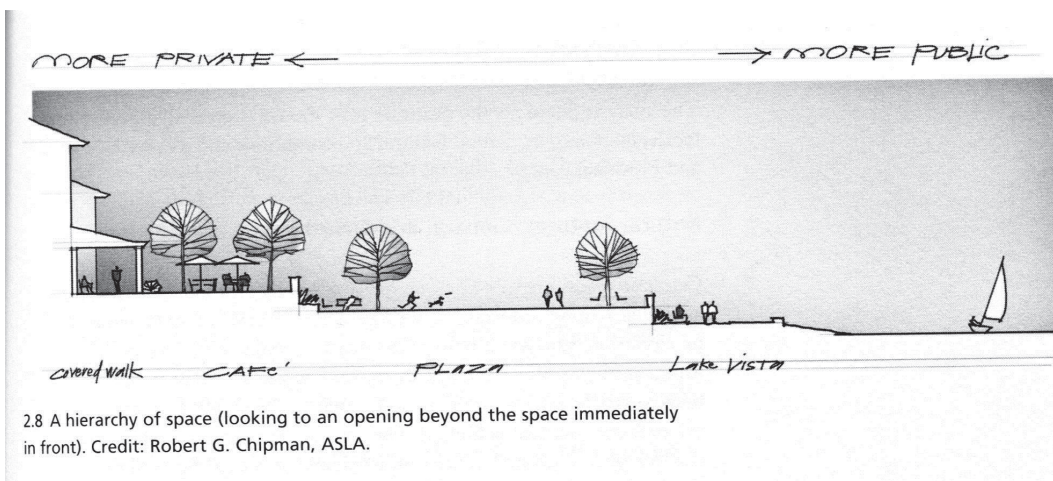 MORE PRIVATE ← → MORE PUBLIC
covered walk CAFE' PLAZA Lake Vista
2.8 A hierarchy of space (looking to an opening beyond the space immediately
in front). Credit: Robert G. Chipman, ASLA.